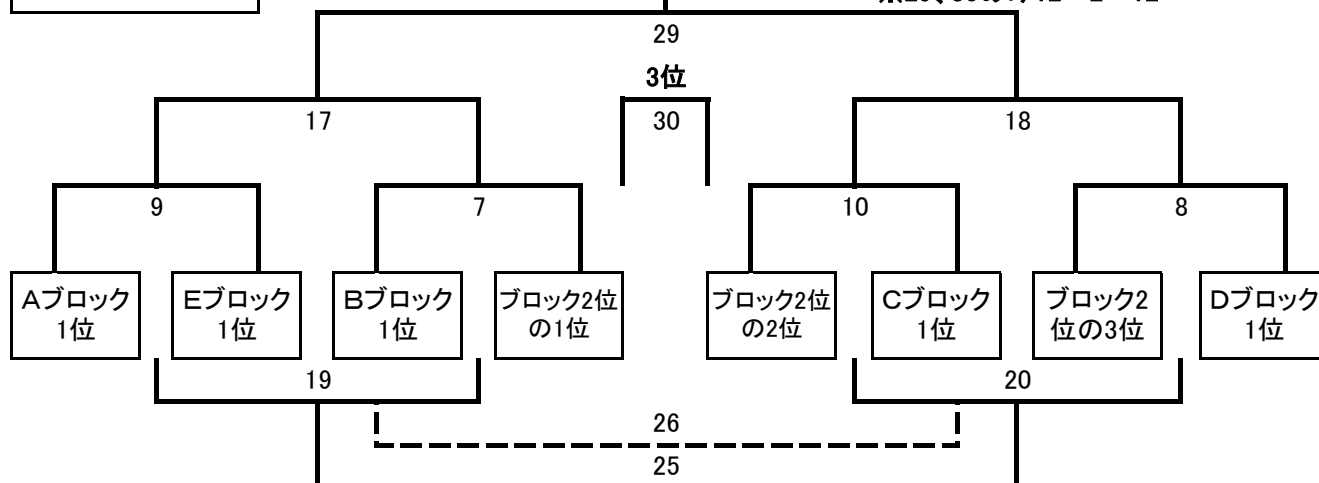 29
3位
17
30
18
9
7
10
8
Aブロック
1位
Eブロック
1位
Bブロック
1位
ブロック2位
の1位
ブロック2位
の2位
Cブロック
1位
ブロック2
位の3位
Dブロック
1位
19
20
26
25